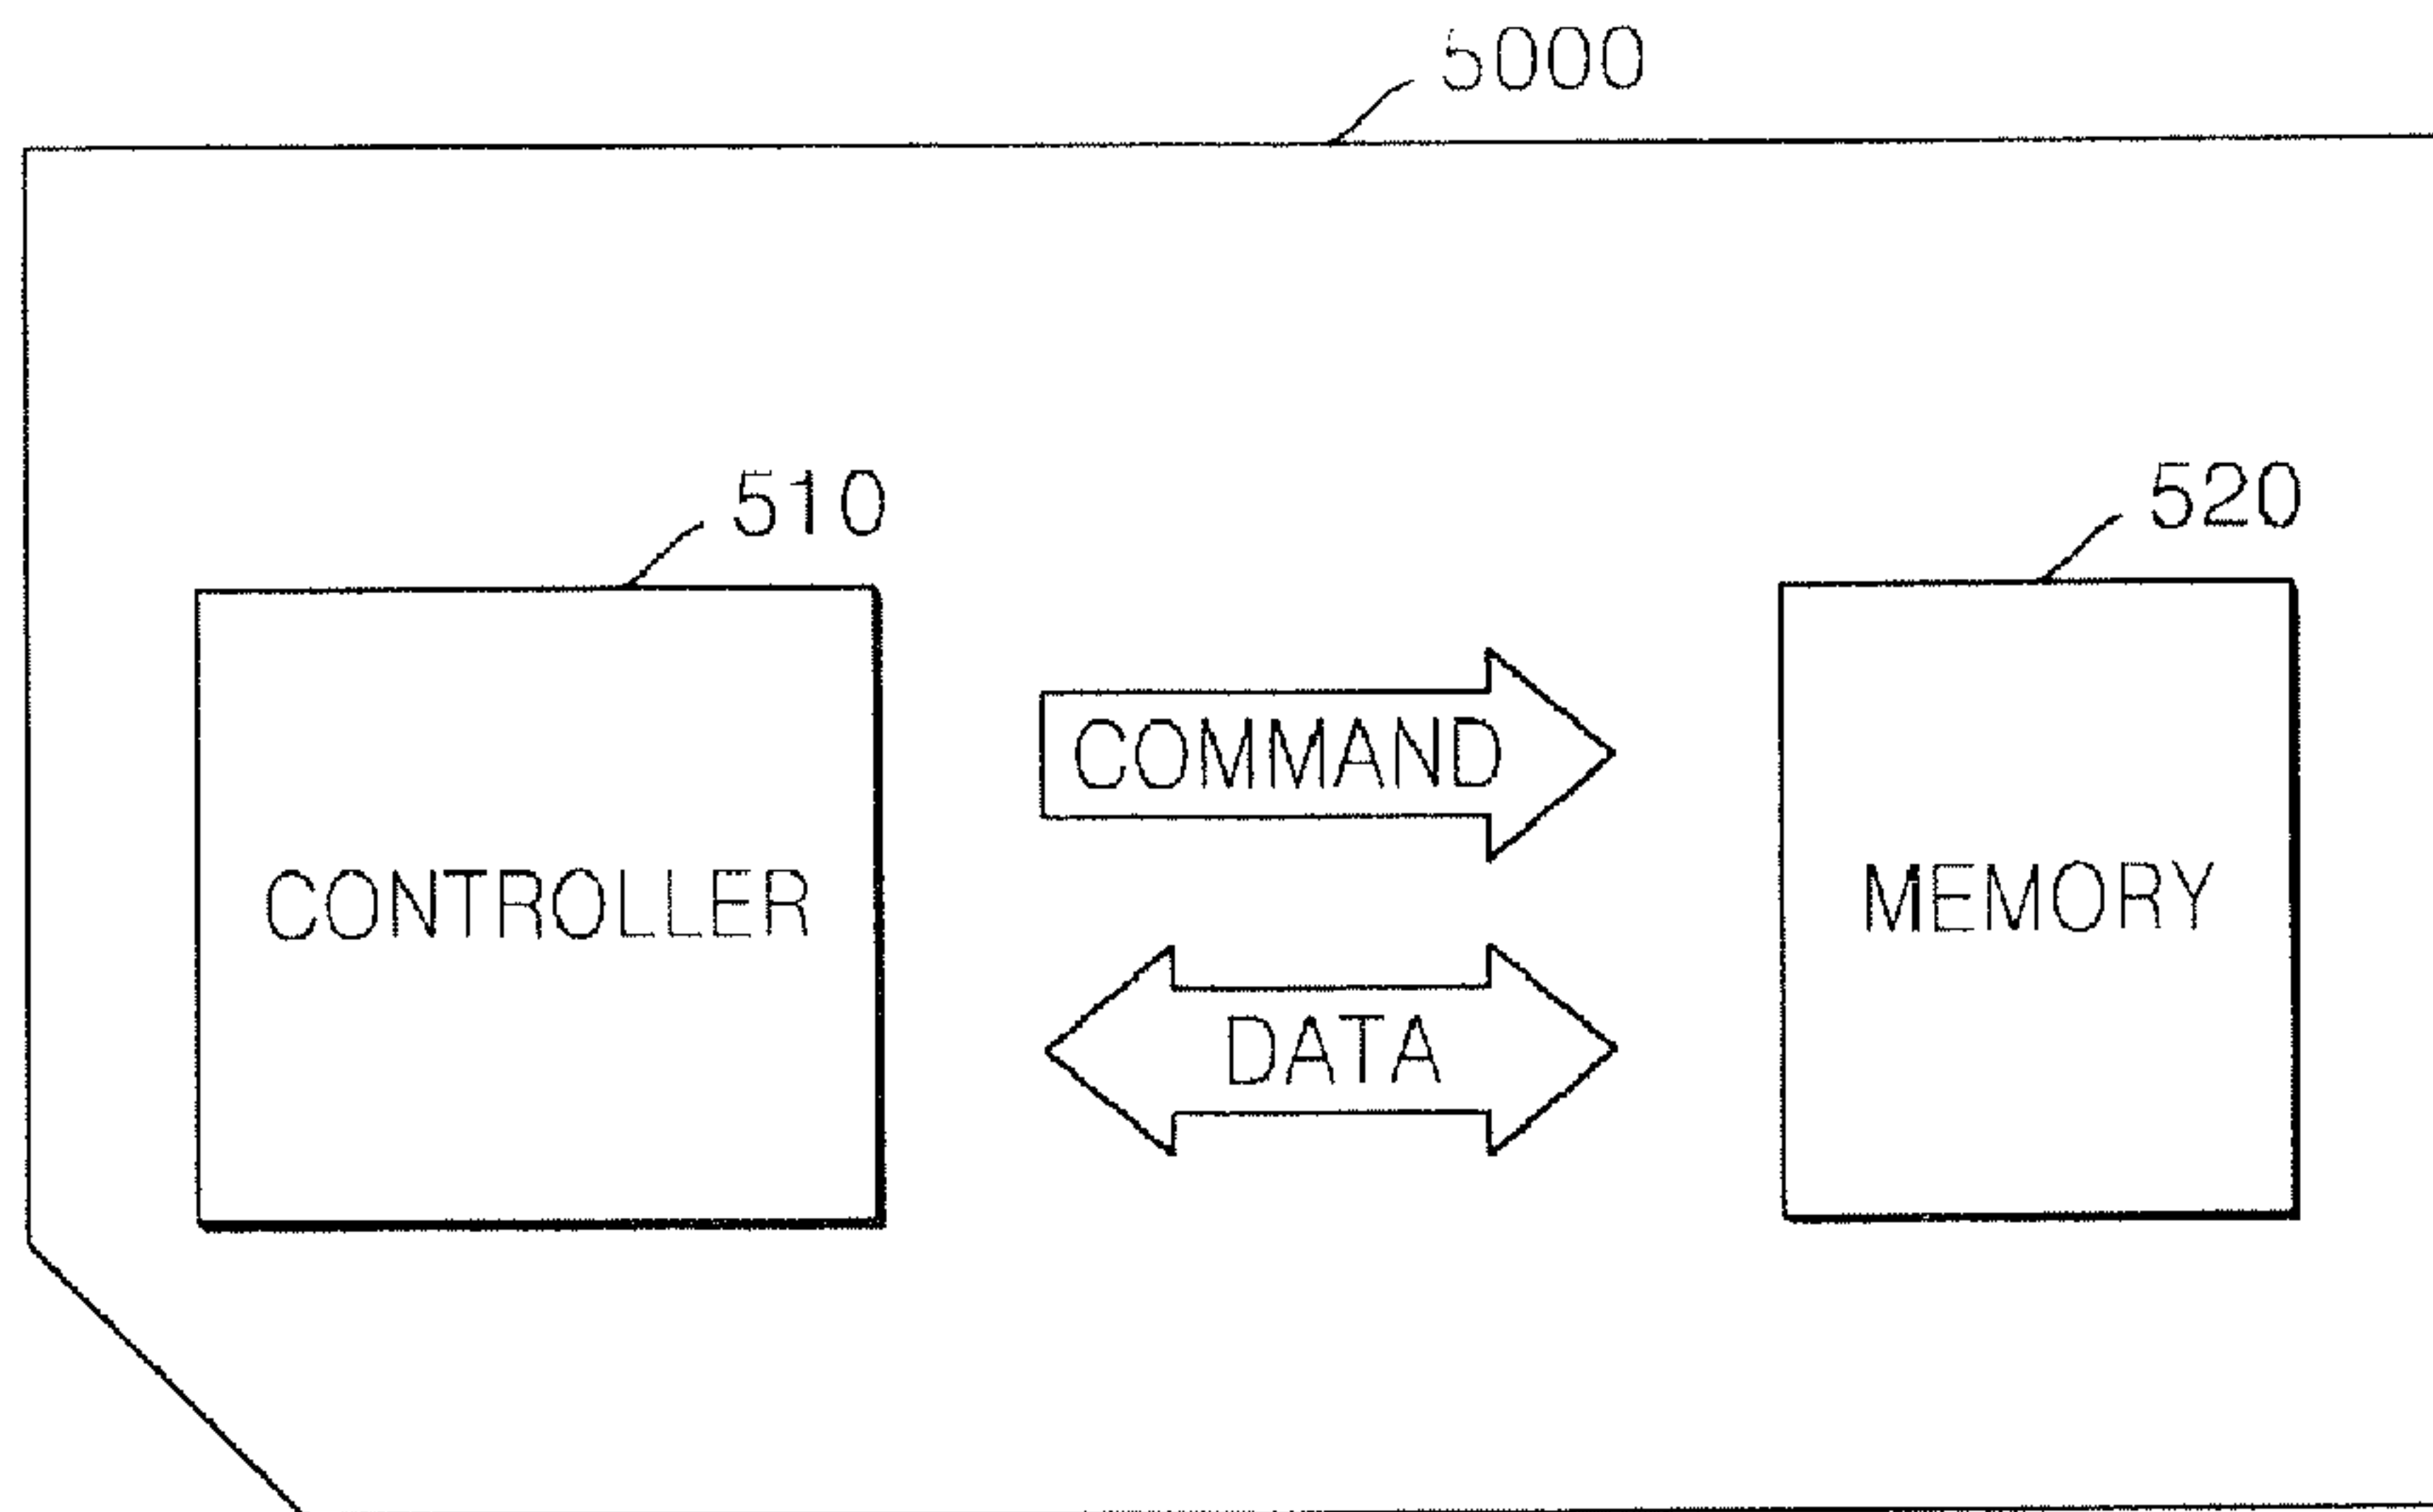 5000
510
520
COMMAND
CONTROLLER
MEMORY
DATA